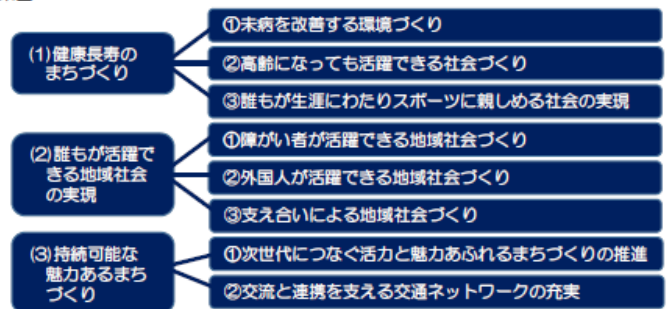 (1)健康長寿の
まちづくり
①未病を改善する環境づくり
②高齢になっても活躍できる社会づくり
③誰もが生涯にわたりスポーツに親しめる社会の実現
(2)誰もが活躍で
きる地域社会
の実現
①障がい者が活躍できる地域社会づくり
②外国人が活躍できる地域社会づくり
③支え合いによる地域社会づくり
(3)持続可能な
魅力あるまち
づくり
①次世代につなぐ活力と魅力あふれるまちづくりの推進
②交流と連携を支える交通ネットワークの充実